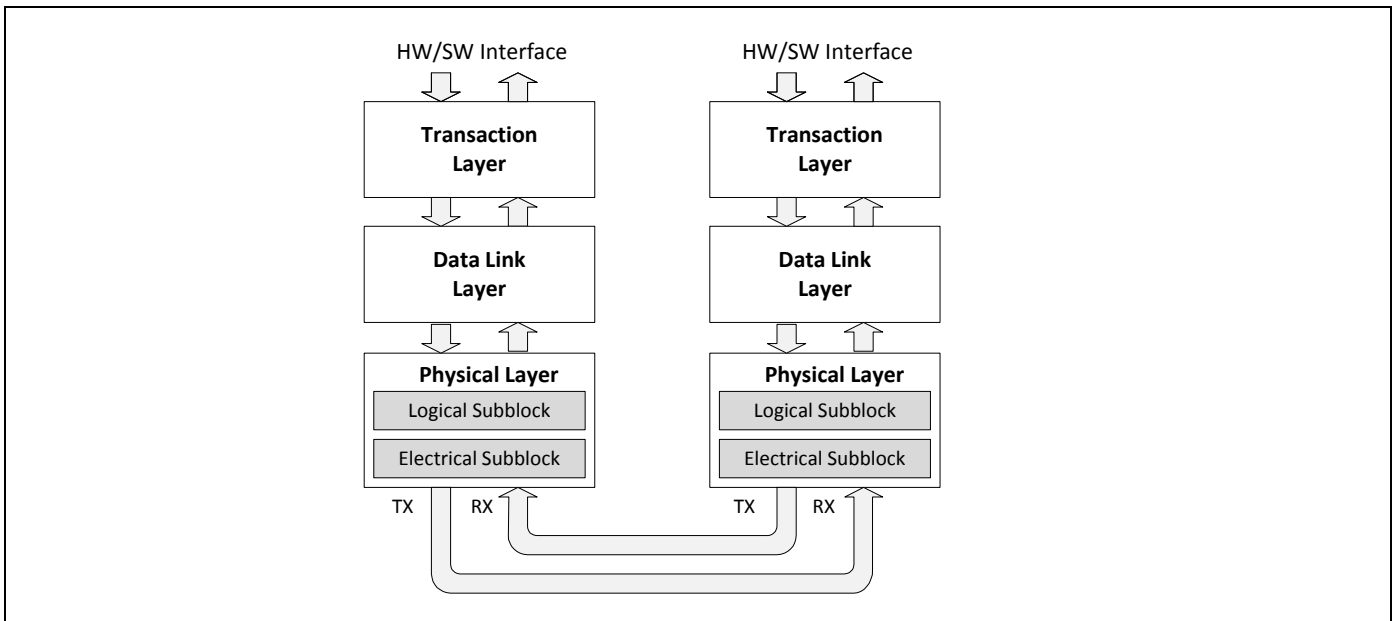 HW/SW Interface
Transaction
Layer
Data Link
Layer
Physical Layer
Logical Subblock
Electrical Subblock
TX RX
HW/SW Interface
Transaction
Layer
Data Link
Layer
Physical Layer
Logical Subblock
Electrical Subblock
TX RX